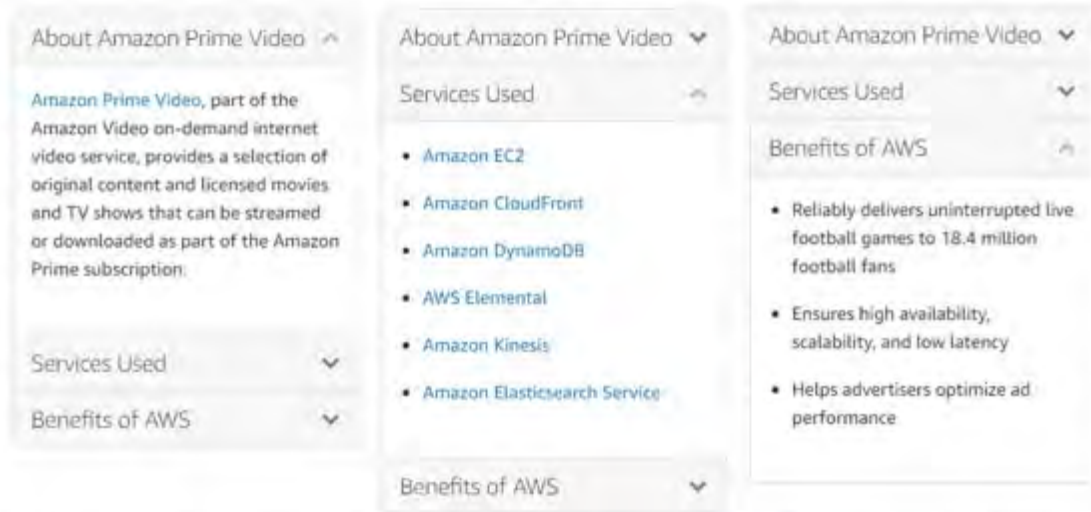 About Amazon Prime Video
Amazon Prime Video, part of the
Amazon Video on-demand internet
video service, provides a selection of
original content and licensed movies
and TV shows that can be streamed
or downloaded as part of the Amazon
Prime subscription.
Services Used
Benefits of AWS
About Amazon Prime Video
Services Used
• Amazon EC2
• Amazon CloudFront
• Amazon DynamoDB
• AWS Elemental
• Amazon Kinesis
• Amazon Elasticsearch Service
Benefits of AWS
About Amazon Prime Video
Services Used
Benefits of AWS
• Reliably delivers uninterrupted live
football games to 18.4 million
football fans
• Ensures high availability,
scalability, and low latency
• Helps advertisers optimize ad
performance